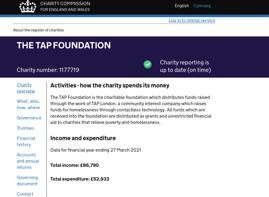 CHARITY COMMISSION
FOR ENGLAND AND WALES
English
Cymraeg
Log in to online service
About the register of charities
THE TAP FOUNDATION
Charity number: 1177719
Charity reporting is
up to date (on time)
Charity
overview
What, who,
how, where
Governance
Trustees
Financial
history
Accounts
and annual
returns
Governing
document
Contact
Activities - how the charity spends its money
The TAP Foundation is the charitable foundation which distributes funds raised
through the work of TAP London, a community interest company which raises
funds for homelessness through contactless technology. All funds which are
received into the foundation are distributed as grants and unrestricted financial
aid to charities that relieve poverty and homelessness.
Income and expenditure
Data for financial year ending 27 March 2021
Total income: £86,790
Total expenditure: £52,932